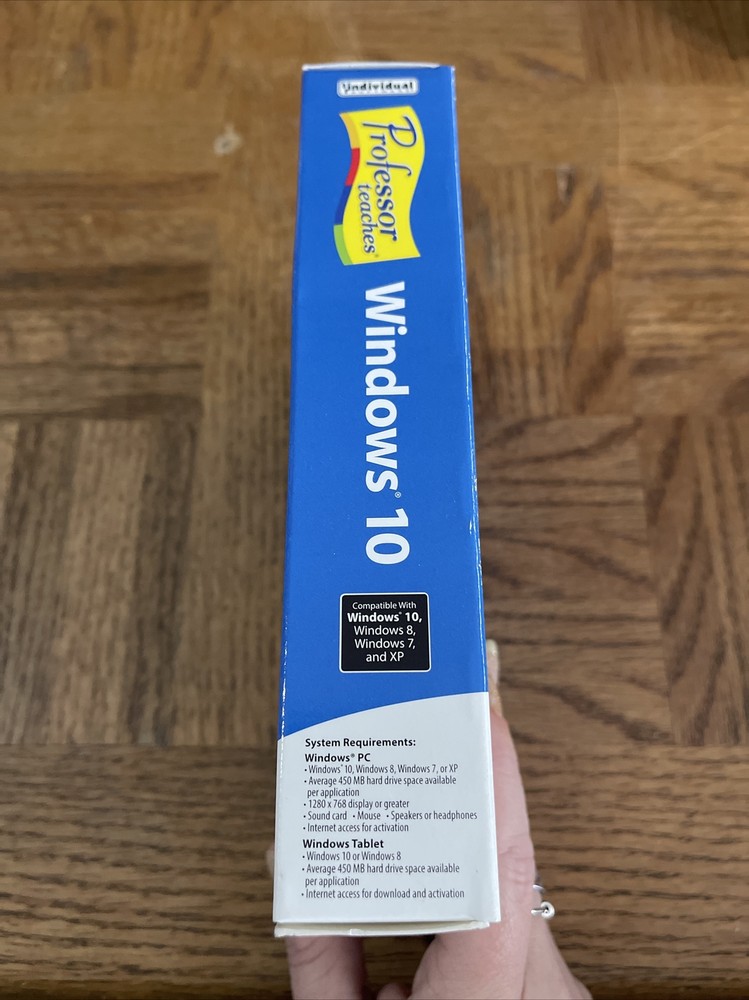 Individual
Professor
teaches®
Windows® 10
Compatible With
Windows® 10,
Windows 8,
Windows 7,
and XP
System Requirements:
Windows® PC
• Windows® 10, Windows 8, Windows 7, or XP
• Average 450 MB hard drive space available
per application
• 1280 x 768 display or greater
• Sound card • Mouse • Speakers or headphones
• Internet access for activation
Windows Tablet
• Windows 10 or Windows 8
• Average 450 MB hard drive space available
per application
• Internet access for download and activation